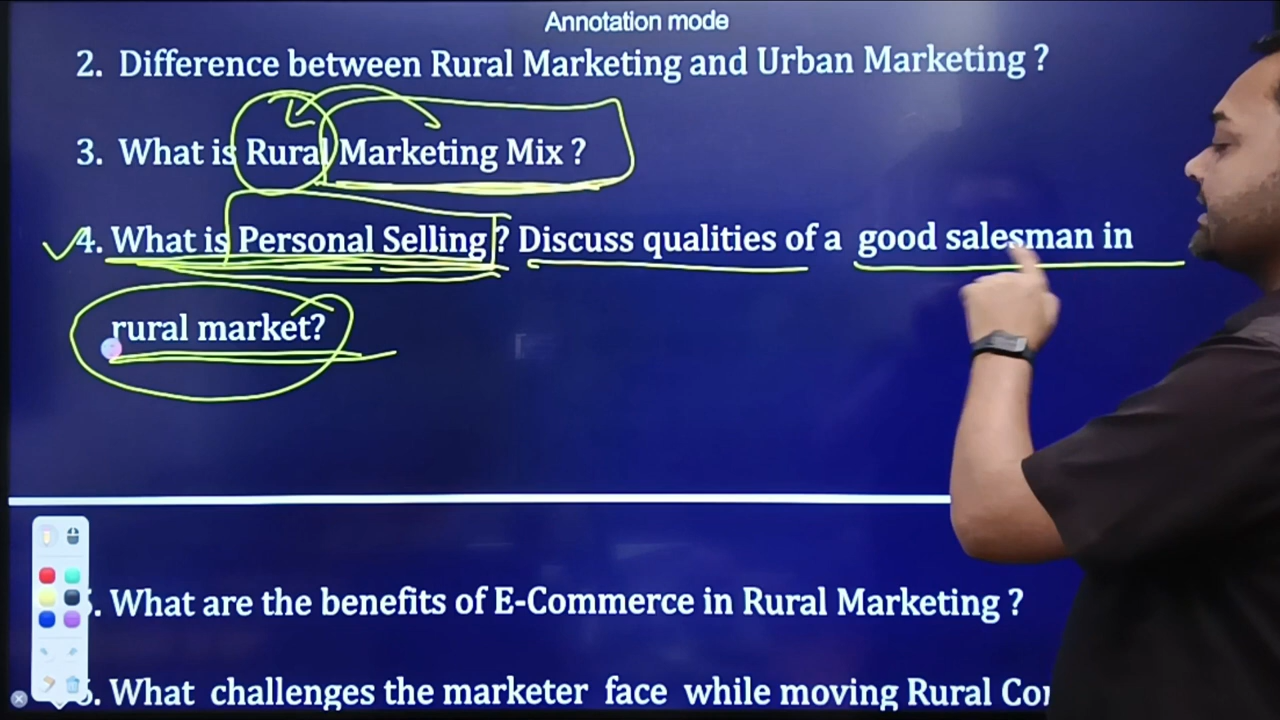 Annotation mode
2. Difference between Rural Marketing and Urban Marketing ?
3. What is Rural Marketing Mix ?
4. What is Personal Selling ? Discuss qualities of a good salesman in
rural market?
5. What are the benefits of E-Commerce in Rural Marketing ?
What challenges the marketer face while moving Rural